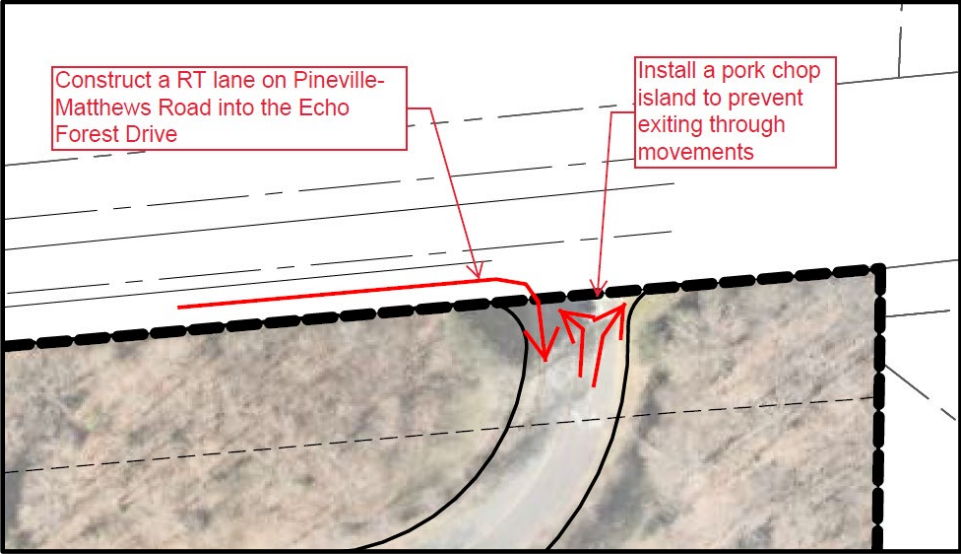 Construct a RT lane on Pineville-
Matthews Road into the Echo
Forest Drive
Install a pork chop
island to prevent
exiting through
movements